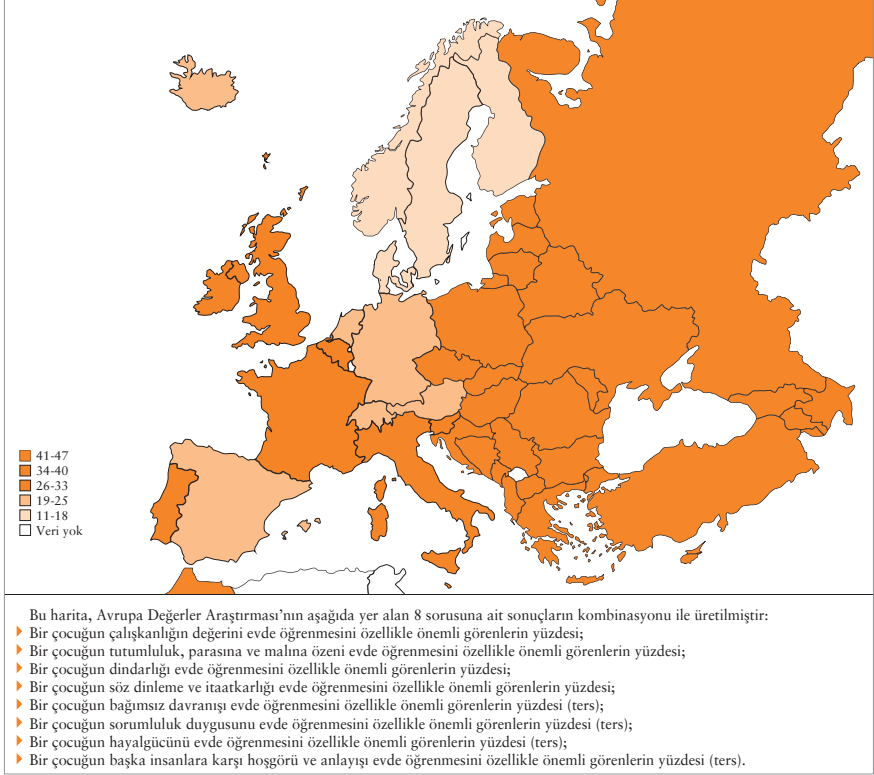 41-47
34-40
26-33
19-25
11-18
Veri yok
Bu harita, Avrupa Değerler Araştırması’nın aşağıda yer alan 8 sorusuna ait sonuçların kombinasyonu ile üretilmiştir:
Bir çocuğun çalışkanlığın değerini evde öğrenmesini özellikle önemli görenlerin yüzdesi;
Bir çocuğun tutumluluk, parasına ve malına özeni evde öğrenmesini özellikle önemli görenlerin yüzdesi;
Bir çocuğun dindarlığı evde öğrenmesini özellikle önemli görenlerin yüzdesi;
Bir çocuğun söz dinleme ve itaatkarlığı evde öğrenmesini özellikle önemli görenlerin yüzdesi;
Bir çocuğun bağımsız davranışı evde öğrenmesini özellikle önemli görenlerin yüzdesi (ters);
Bir çocuğun sorumluluk duygusunu evde öğrenmesini özellikle önemli görenlerin yüzdesi (ters);
Bir çocuğun hayalgücünü evde öğrenmesini özellikle önemli görenlerin yüzdesi (ters);
Bir çocuğun başka insanlara karşı hoşgörü ve anlayışı evde öğrenmesini özellikle önemli görenlerin yüzdesi (ters).